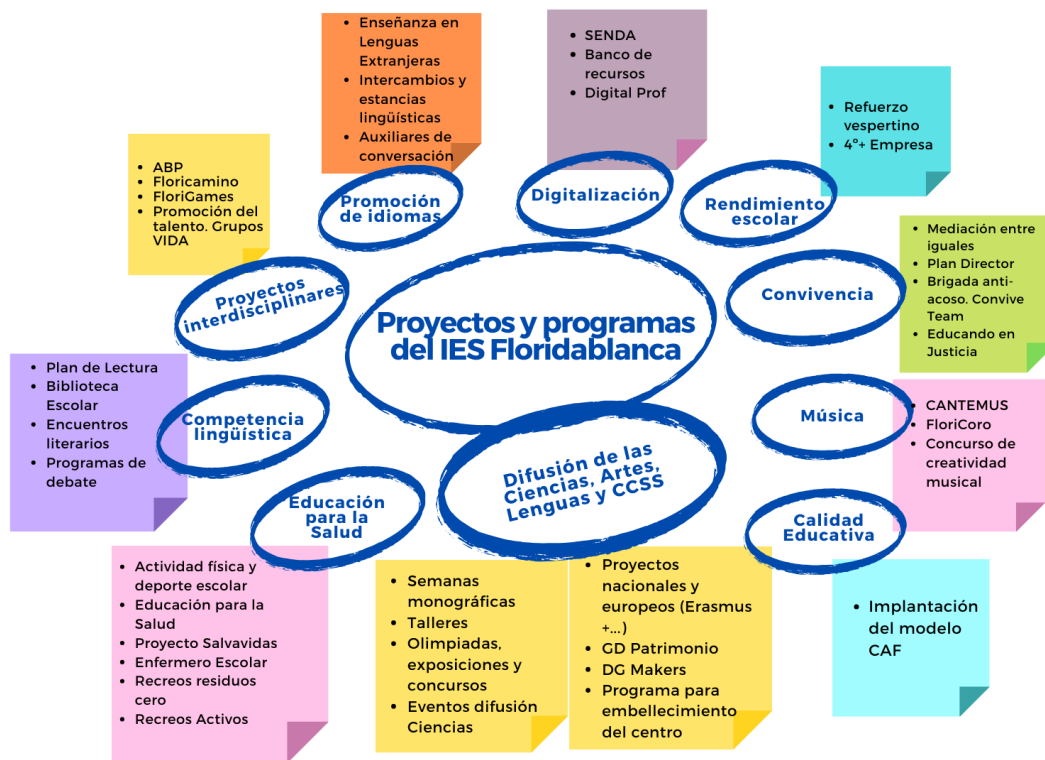 Proyectos y programas
del IES Floridablanca
Promoción
de idiomas
• Enseñanza en
Lenguas
Extranjeras
• Intercambios y
estancias
lingüísticas
• Auxiliares de
conversación
Digitalización
• SENDA
• Banco de
recursos
• Digital Prof
Rendimiento
escolar
• Refuerzo
vespertino
• 4º+ Empresa
Convivencia
• Mediación entre
iguales
• Plan Director
• Brigada anti-
acoso. Convive
Team
• Educando en
Justicia
Música
• CANTEMUS
• FloriCoro
• Concurso de
creatividad
musical
Calidad
Educativa
• Implantación
del modelo
CAF
Difusión de las
Ciencias, Artes,
Lenguas y CCSS
• Semanas
monográficas
• Talleres
• Olimpiadas,
exposiciones y
concursos
• Eventos difusión
Ciencias
• Proyectos
nacionales y
europeos (Erasmus
+...)
• GD Patrimonio
• DG Makers
• Programa para
embellecimiento
del centro
Educación
para la
Salud
• Actividad física y
deporte escolar
• Educación para la
Salud
• Proyecto Salvavidas
• Enfermero Escolar
• Recreos residuos
cero
• Recreos Activos
Competencia
lingüística
• Plan de Lectura
• Biblioteca
Escolar
• Encuentros
literarios
• Programas de
debate
Proyectos
interdisciplinares
• ABP
• Floricamino
• FloriGames
• Promoción del
talento. Grupos
VIDA